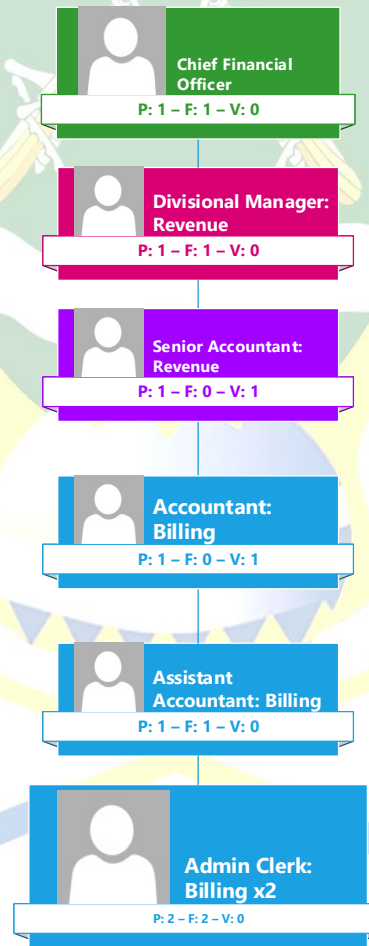 Chief Financial
Officer
P: 1 – F: 1 – V: 0
Divisional Manager:
Revenue
P: 1 – F: 1 – V: 0
Senior Accountant:
Revenue
P: 1 – F: 0 – V: 1
Accountant:
Billing
P: 1 – F: 0 – V: 1
Assistant
Accountant: Billing
P: 1 – F: 1 – V: 0
Admin Clerk:
Billing x2
P: 2 – F: 2 – V: 0